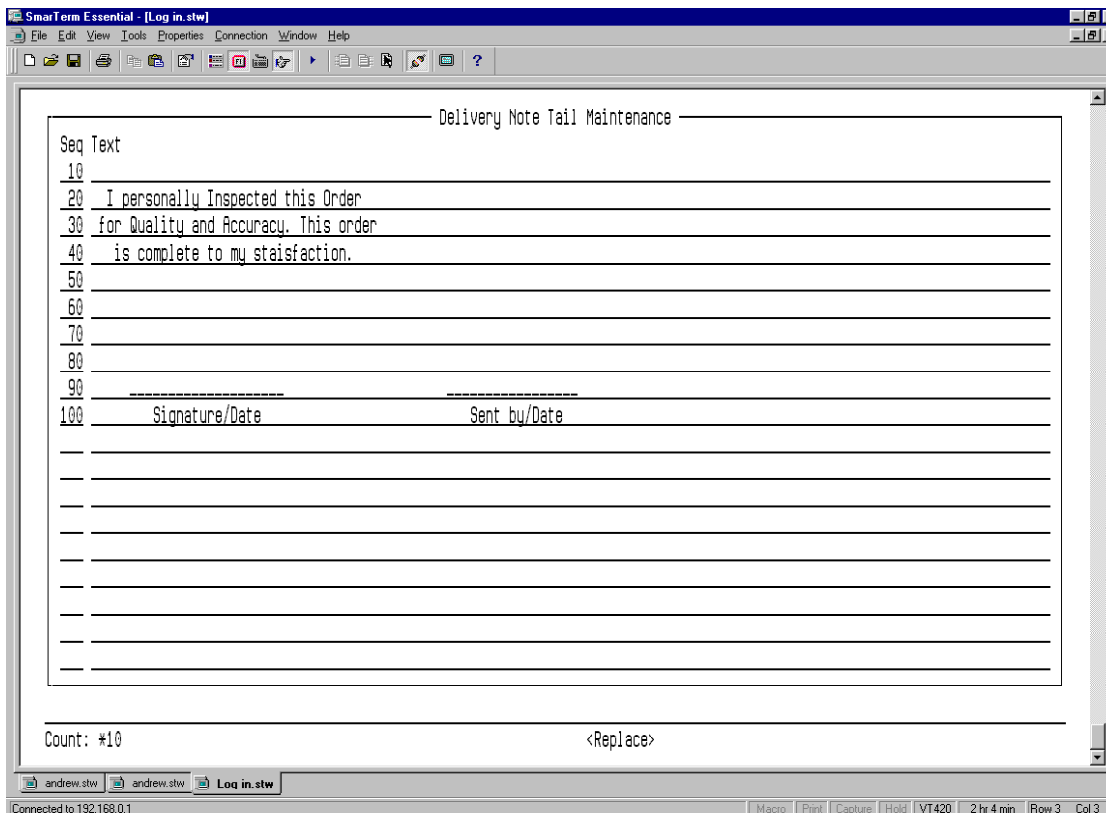 SmarTerm Essential - [Log in.stw]
File Edit View Tools Properties Connection Window Help
Delivery Note Tail Maintenance
Seq Text
10
20 I personally Inspected this Order
30 for Quality and Accuracy. This order
40 is complete to my staisfaction.
50
60
70
80
90 ____________________ _________________
100 Signature/Date Sent by/Date
Count: *10 <Replace>
andrew.stw andrew.stw Log in.stw
Connected to 192.168.0.1 Macro Print Capture Hold VT420 2 hr 4 min Row 3 Col 3